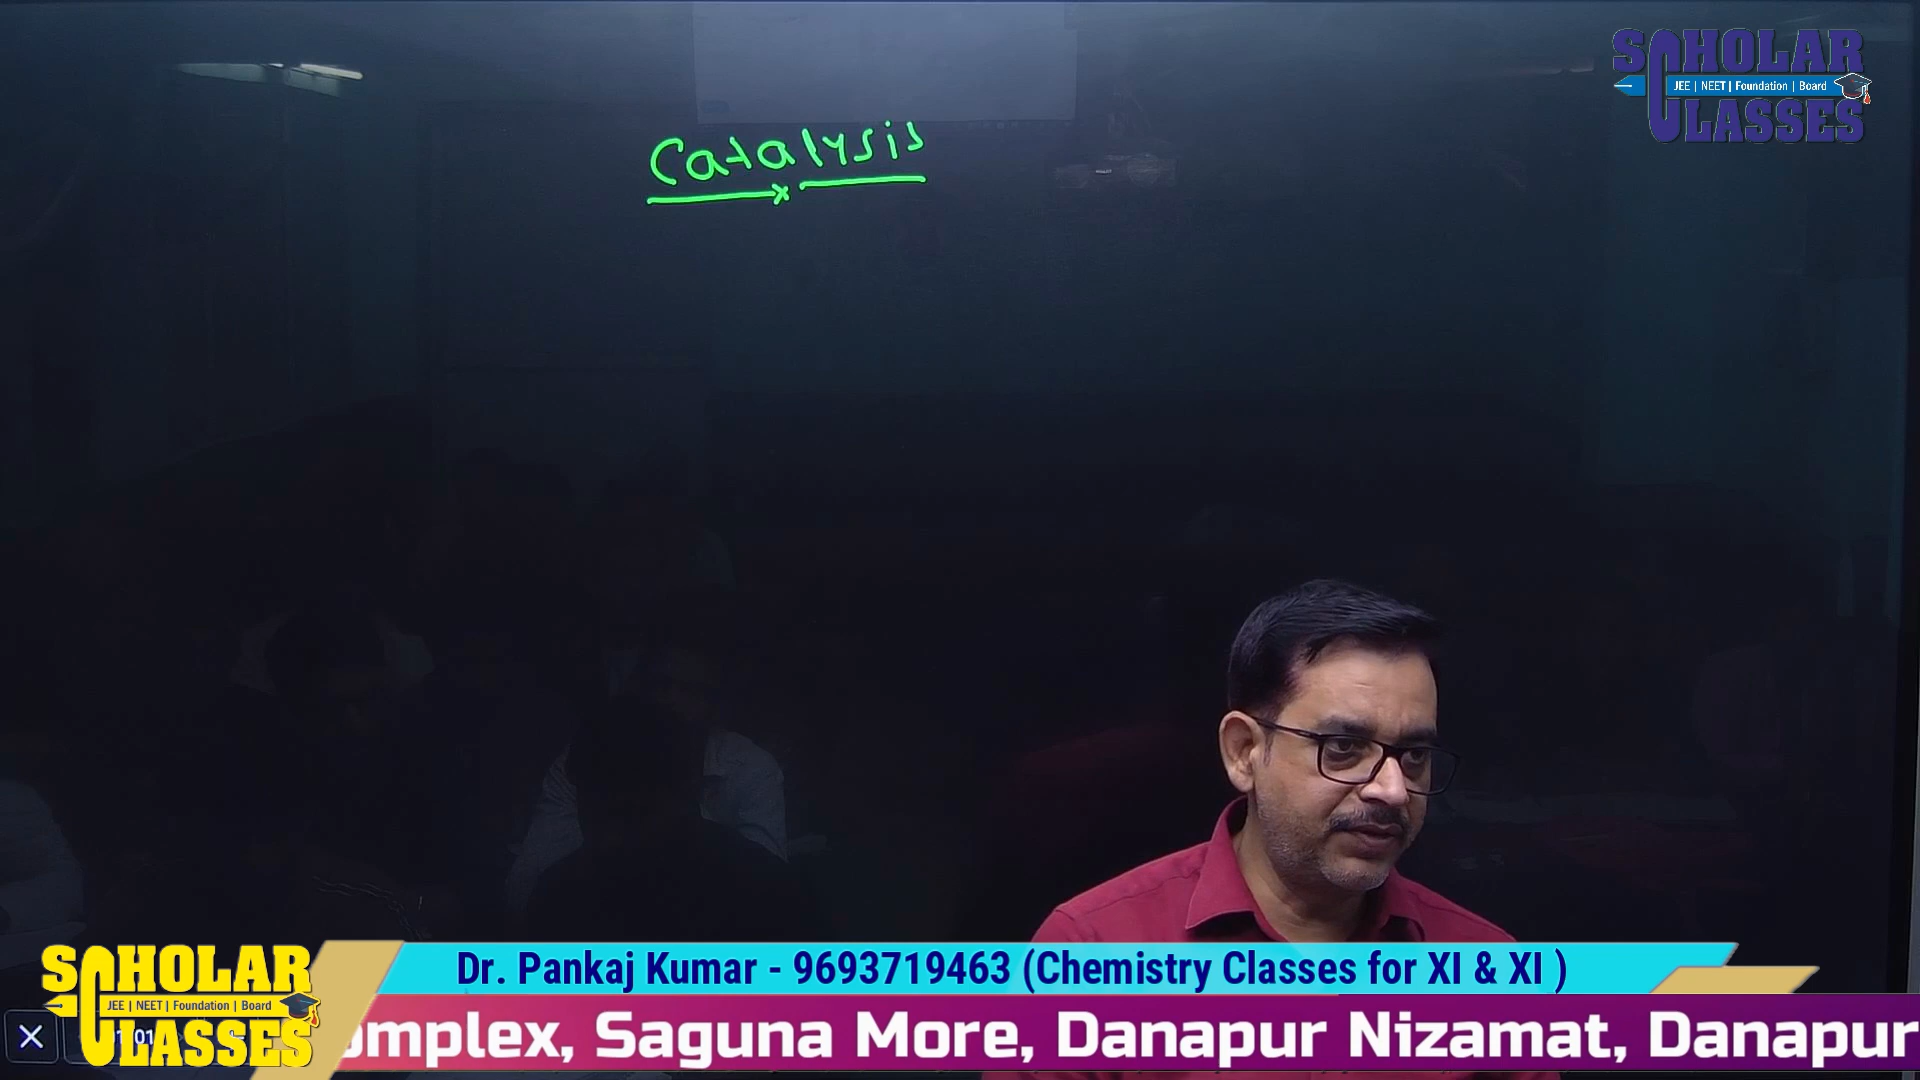 SCHOLAR
JEE | NEET | Foundation | Board
CLASSES
Catalysis
SCHOLAR
JEE | NEET | Foundation | Board
CLASSES
Dr. Pankaj Kumar - 9693719463 (Chemistry Classes for XI & XI )
omplex, Saguna More, Danapur Nizamat, Danapur